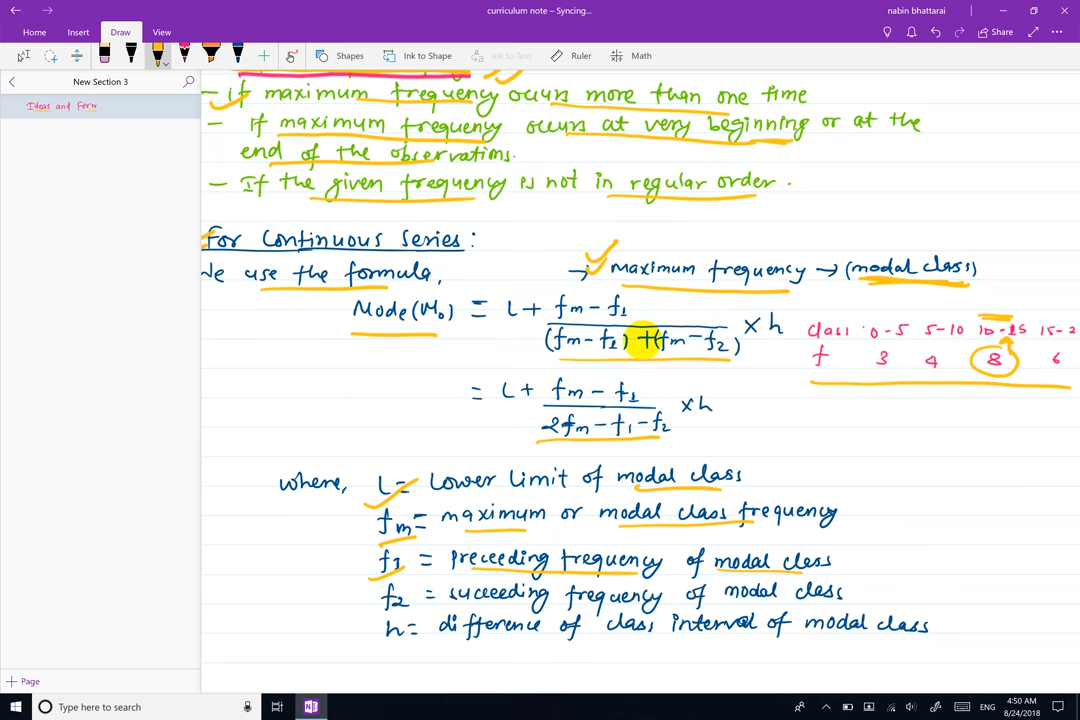 curriculum note - Syncing...
nabin bhattarai
Home Insert Draw View
Share
Shapes Ink to Shape Ink to Text Ruler Math
New Section 3
Ideas and Form
- if maximum frequency occurs more than one time
- If maximum frequency occurs at very beginning or at the
end of the observations.
- If the given frequency is not in regular order.
For Continuous Series:
We use the formula,
→ Maximum frequency → (modal class)
Mode(M₀) = L + fm - f1 / (fm - f1) + (fm - f2) × h
class 0-5 5-10 10-15 15-2
f 3 4 8 6
= L + fm - f1 / 2fm - f1 - f2 × h
where, L = Lower Limit of modal class
fm = maximum or modal class frequency
f1 = preceeding frequency of modal class
f2 = succeeding frequency of modal class
h = difference of class interval of modal class
+ Page
Type here to search
ENG
4:50 AM
8/24/2018